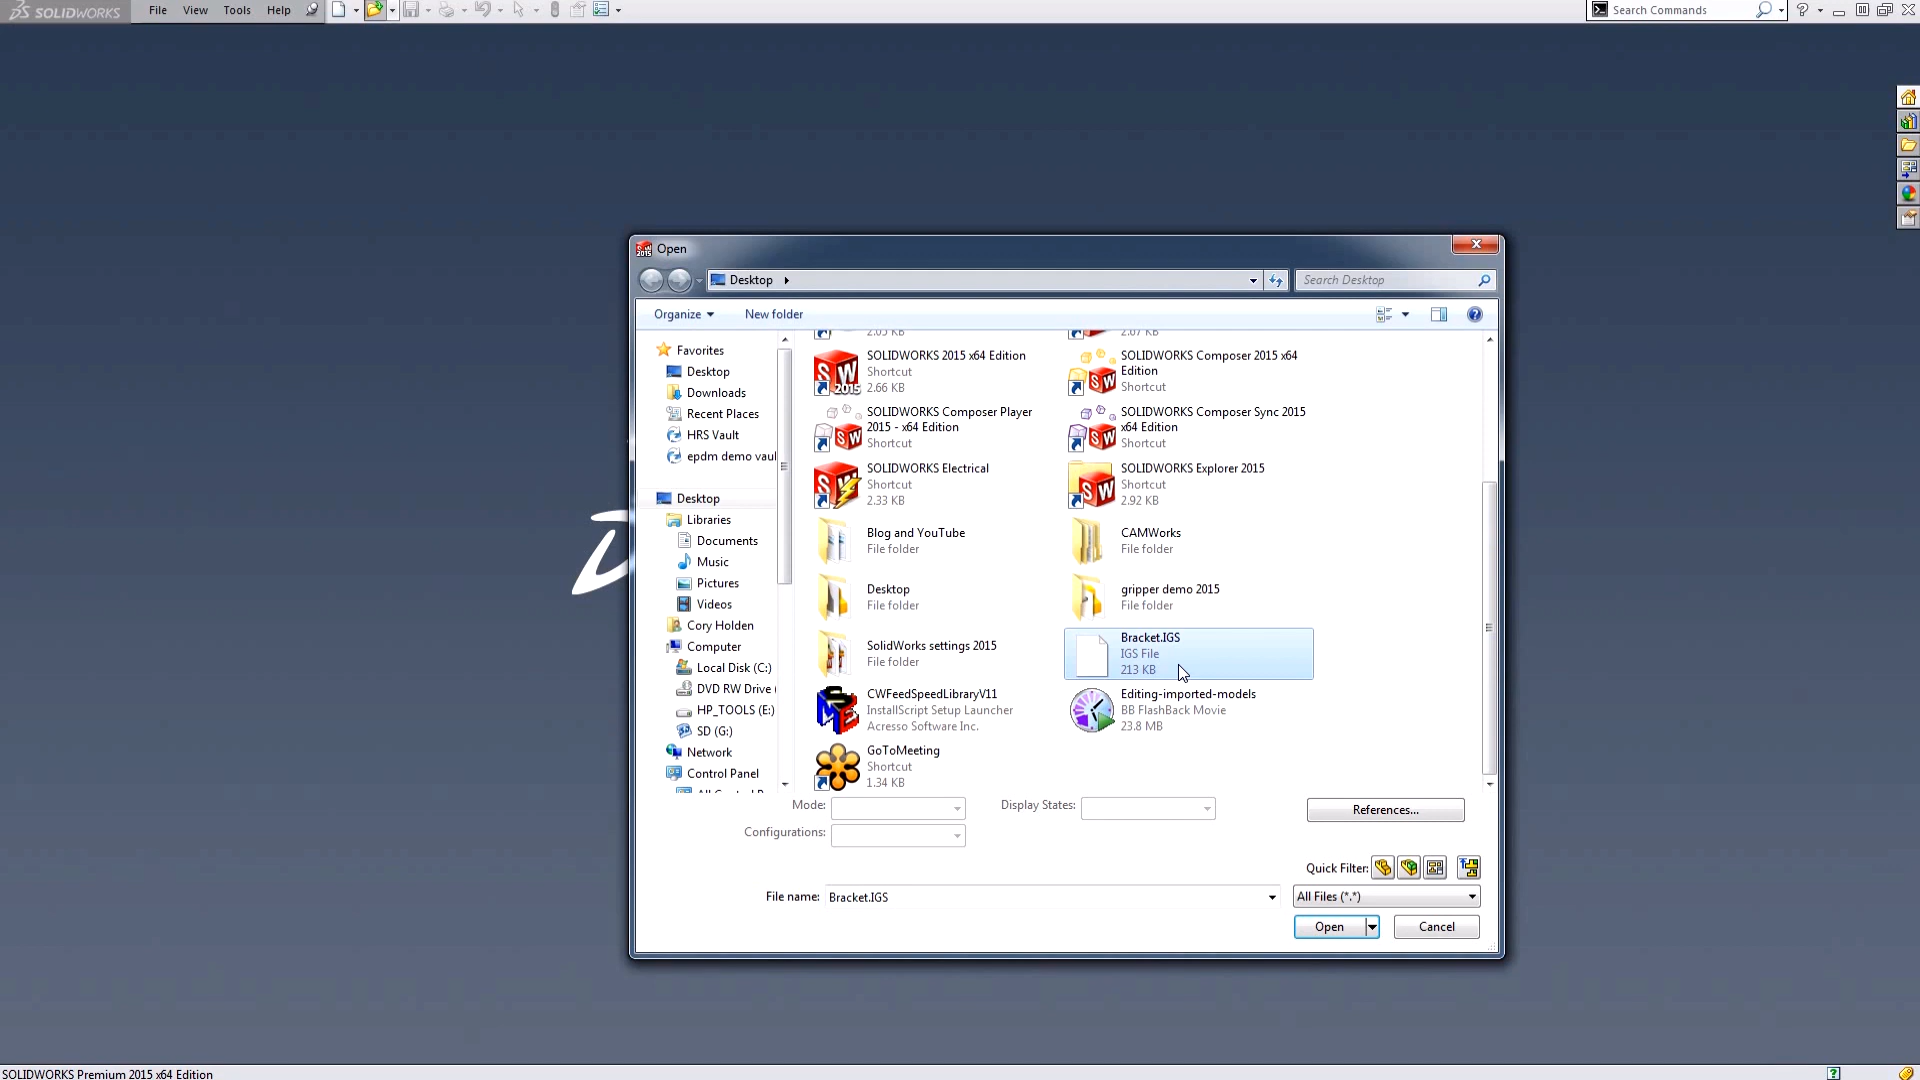 SOLIDWORKS File View Tools Help Search Commands
Open
Desktop Search Desktop
Organize New folder
Favorites
Desktop
Downloads
Recent Places
HRS Vault
epdm demo vaul
Desktop
Libraries
Documents
Music
Pictures
Videos
Cory Holden
Computer
Local Disk (C:)
DVD RW Drive (
HP_TOOLS (E:)
SD (G:)
Network
Control Panel
2.05 KB
2.67 KB
SOLIDWORKS 2015 x64 Edition
Shortcut
2.66 KB
SOLIDWORKS Composer 2015 x64
Edition
Shortcut
SOLIDWORKS Composer Player
2015 - x64 Edition
Shortcut
SOLIDWORKS Composer Sync 2015
x64 Edition
Shortcut
SOLIDWORKS Electrical
Shortcut
2.33 KB
SOLIDWORKS Explorer 2015
Shortcut
2.92 KB
Blog and YouTube
File folder
CAMWorks
File folder
Desktop
File folder
gripper demo 2015
File folder
SolidWorks settings 2015
File folder
Bracket.IGS
IGS File
213 KB
CWFeedSpeedLibraryV11
InstallScript Setup Launcher
Acresso Software Inc.
Editing-imported-models
BB FlashBack Movie
23.8 MB
GoToMeeting
Shortcut
1.34 KB
Mode: Display States: References...
Configurations:
Quick Filter:
File name: Bracket.IGS All Files (*.*)
Open Cancel
SOLIDWORKS Premium 2015 x64 Edition